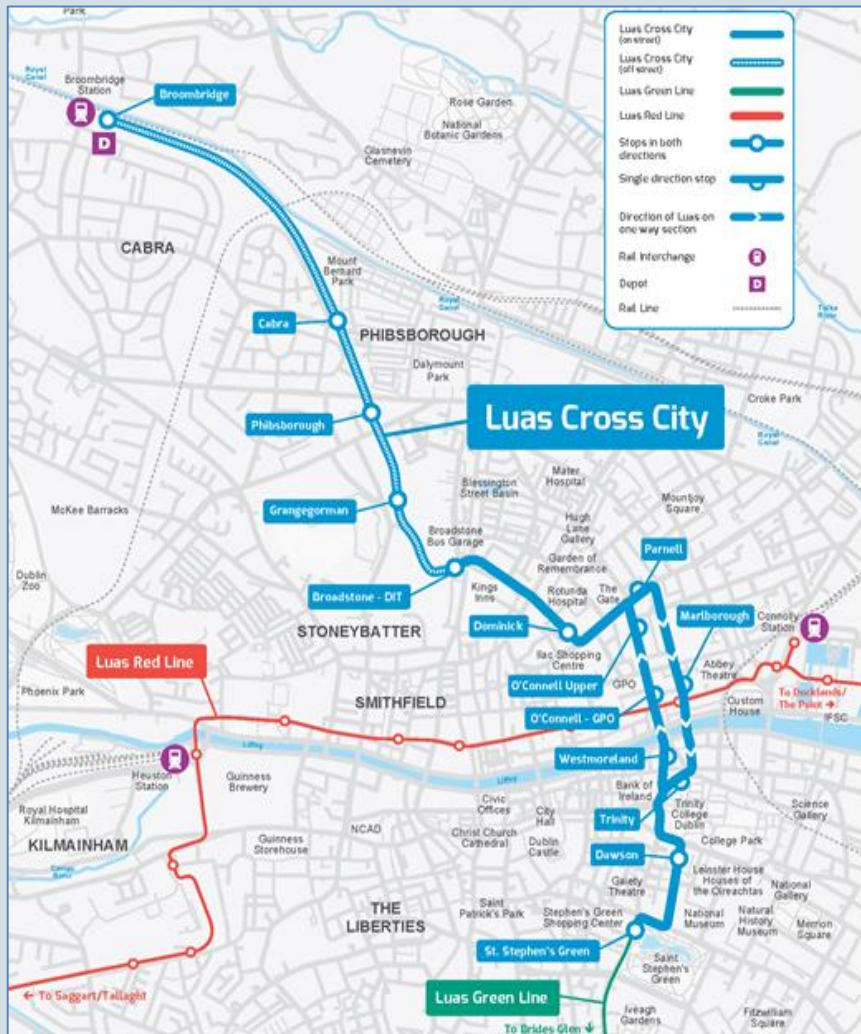 Park
Royal
Canal
Broombridge
Station
Broombridge
D
CABRA
Rose Garden
National
Botanic Gardens
Glasnevin
Cemetery
Luas Cross City
(on street)
Luas Cross City
(off street)
Luas Green Line
Luas Red Line
Stops in both
directions
Single direction stop
Direction of Luas on
one way section
Rail Interchange
Depot
D
Rail Line
Tolka
River
Mount
Bernard
Park
Royal
Canal
Cabra
PHIBSBOROUGH
Dalymount
Park
Croke Park
Royal
Canal
Phibsborough
Luas Cross City
Mater
Hospital
Blessington
Street Basin
Mountjoy
Square
McKee Barracks
Grangegorman
Hugh
Lane
Gallery
Broadstone
Bus Garage
Garden of
Remembrance
Parnell
Dublin
Zoo
Broadstone - DIT
Kings
Inns
Rotunda
Hospital
The
Gate
Marlborough
Connolly
Station
STONEYBATTER
Dominick
Luas Red Line
Ilac Shopping
Centre
Abbey
Theatre
Phoenix Park
O'Connell Upper
GPO
SMITHFIELD
To Docklands/
The Point →
O'Connell - GPO
Custom
House
IFSC
Liffey
Westmoreland
Liffey
Heuston
Station
Guinness
Brewery
Bank of
Ireland
Royal Hospital
Kilmainham
Civic
Offices
City
Hall
Trinity
Trinity
College
Dublin
Science
Gallery
NCAD
Christ Church
Cathedral
Dublin
Castle
College Park
KILMAINHAM
Guinness
Storehouse
Dawson
Leinster House
Houses of
the Oireachtas
National
Gallery
Gaiety
Theatre
Saint
Patrick's Park
Stephen's Green
Shopping Center
National
Museum
Natural
History
Museum
Merrion
Square
THE
LIBERTIES
St. Stephen's Green
Saint
Stephen's
Green
← To Saggart/Tallaght
Luas Green Line
Iveagh
Gardens
Fitzwilliam
Square
To Brides Glen ↓